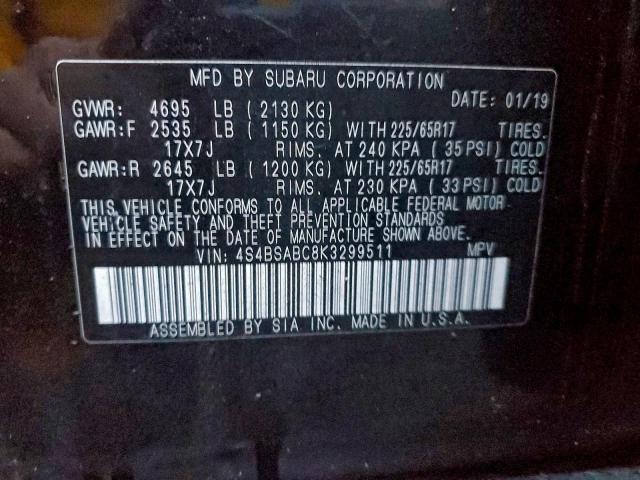 MFD BY SUBARU CORPORATION
DATE: 01/19
GVWR: 4695 LB ( 2130 KG)
GAWR:F 2535 LB ( 1150 KG) WITH 225/65R17 TIRES.
17X7J RIMS. AT 240 KPA ( 35 PSI) COLD
GAWR:R 2645 LB ( 1200 KG) WITH 225/65R17 TIRES.
17X7J RIMS. AT 230 KPA ( 33 PSI) COLD
THIS VEHICLE CONFORMS TO ALL APPLICABLE FEDERAL MOTOR
VEHICLE SAFETY AND THEFT PREVENTION STANDARDS
IN EFFECT ON THE DATE OF MANUFACTURE SHOWN ABOVE.
VIN: 4S4BSABC8K3299511 MPV
ASSEMBLED BY SIA INC. MADE IN U.S.A.